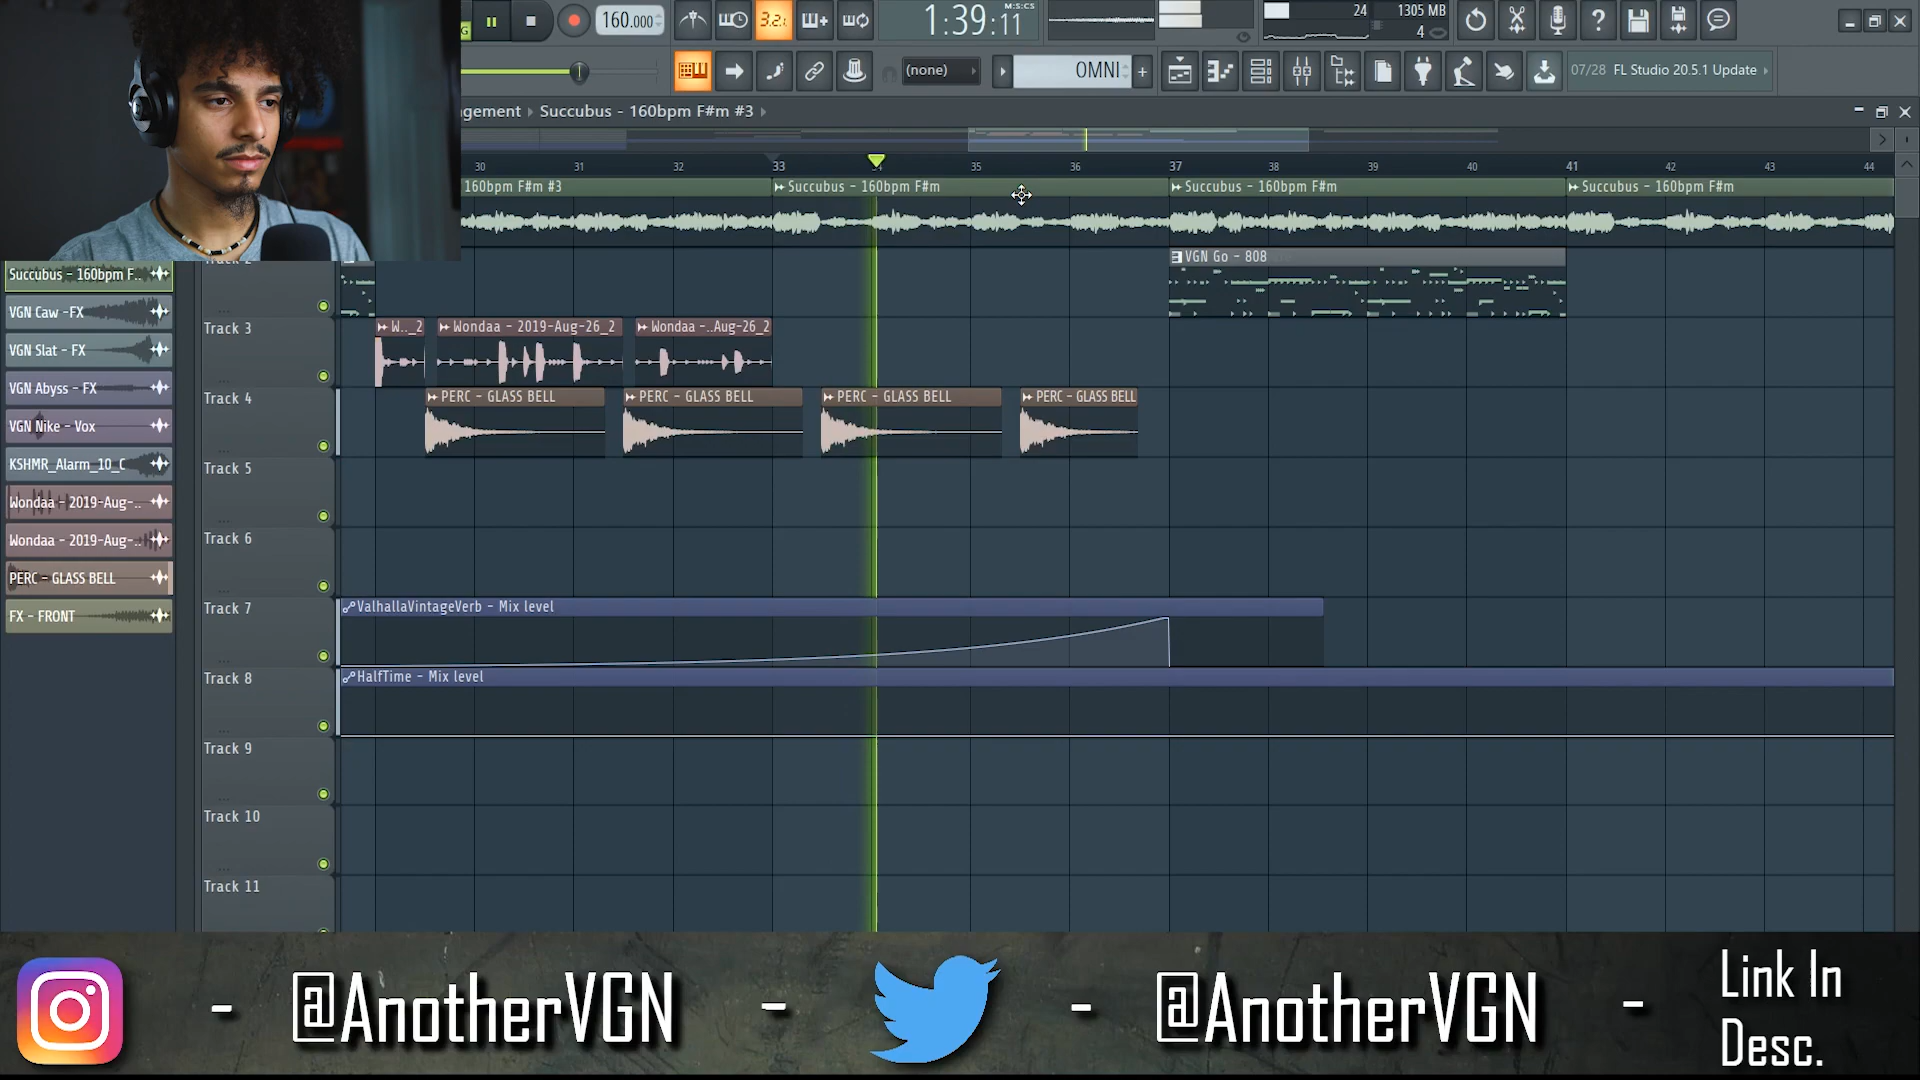 160.000
3.2
1:39:11
M:S:CS
24
1305 MB
4
(none)
OMNI
07/28 FL Studio 20.5.1 Update
gement
Succubus - 160bpm F#m #3
30
31
32
33
34
35
36
37
38
39
40
41
42
43
44
160bpm F#m #3
Succubus - 160bpm F#m
Succubus - 160bpm F#m
Succubus - 160bpm F#m
VGN Go - 808
Succubus - 160bpm F..
VGN Caw -FX
VGN Slat - FX
VGN Abyss - FX
VGN Nike - Vox
KSHMR_Alarm_10_C
Wondaa - 2019-Aug-..
Wondaa - 2019-Aug-..
PERC - GLASS BELL
FX - FRONT
Track 3
W.._2
Wondaa - 2019-Aug-26_2
Wondaa -..Aug-26_2
Track 4
PERC - GLASS BELL
PERC - GLASS BELL
PERC - GLASS BELL
PERC - GLASS BELL
Track 5
Track 6
Track 7
ValhallaVintageVerb - Mix level
Track 8
HalfTime - Mix level
Track 9
Track 10
Track 11
- @AnotherVGN - - @AnotherVGN -
Link In
Desc.